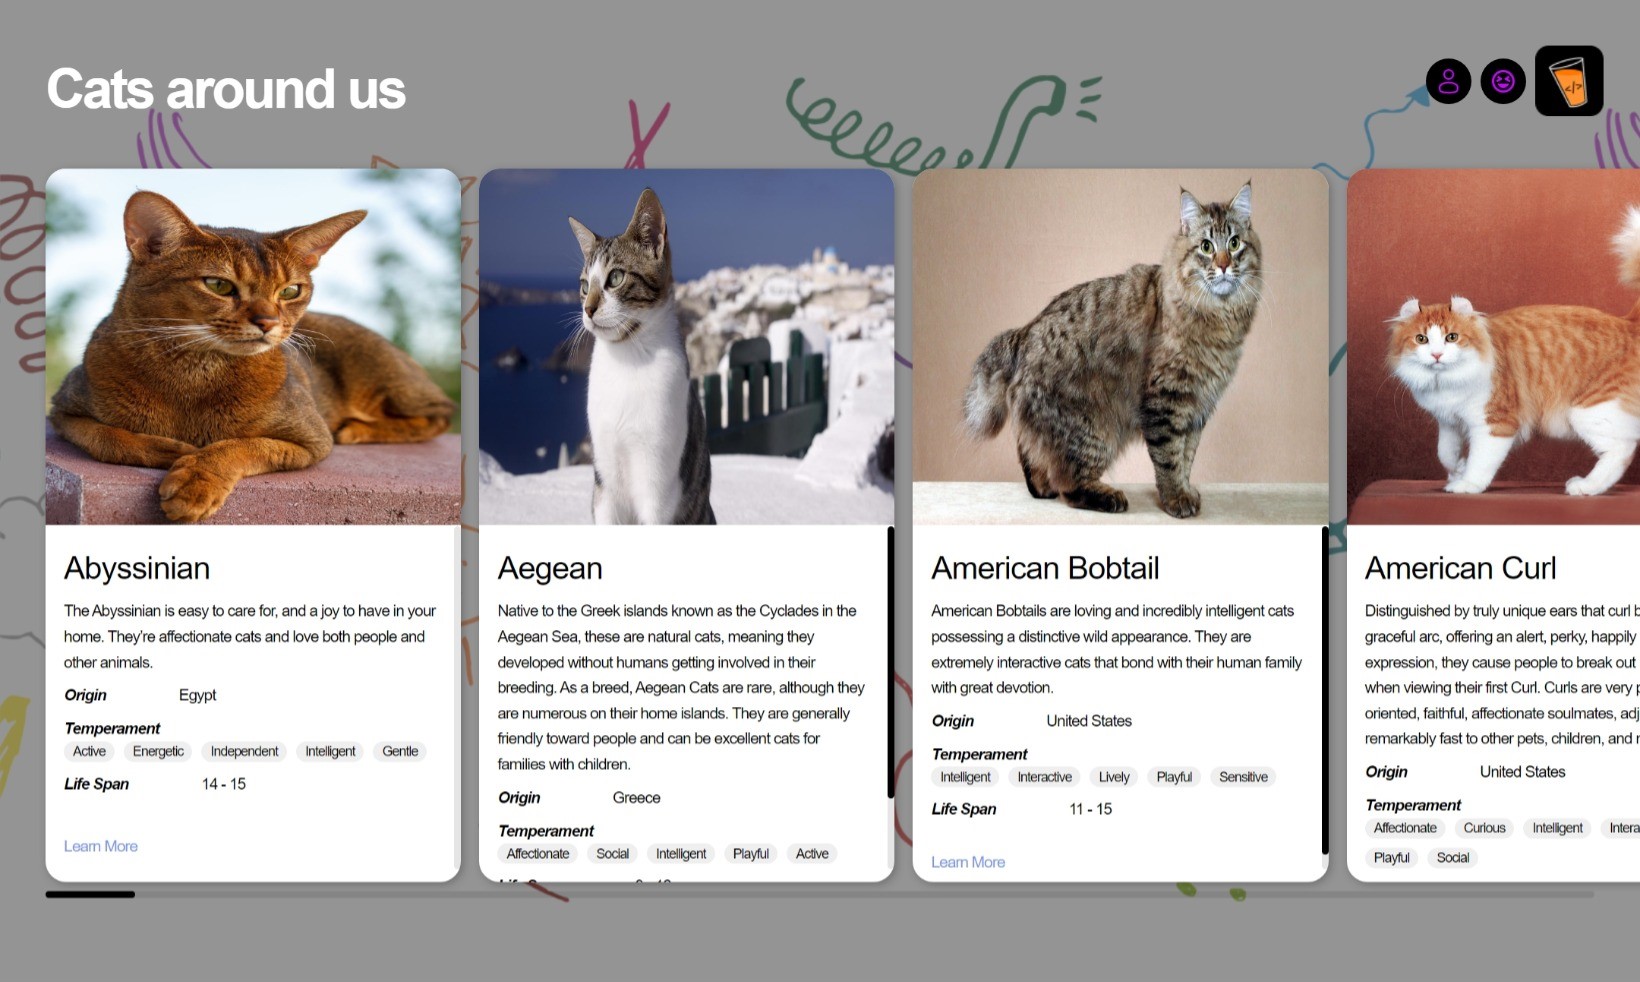 Cats around us
</>
Abyssinian
The Abyssinian is easy to care for, and a joy to have in your
home. They're affectionate cats and love both people and
other animals.
Origin Egypt
Temperament
Active Energetic Independent Intelligent Gentle
Life Span 14 - 15
Learn More
Aegean
Native to the Greek islands known as the Cyclades in the
Aegean Sea, these are natural cats, meaning they
developed without humans getting involved in their
breeding. As a breed, Aegean Cats are rare, although they
are numerous on their home islands. They are generally
friendly toward people and can be excellent cats for
families with children.
Origin Greece
Temperament
Affectionate Social Intelligent Playful Active
American Bobtail
American Bobtails are loving and incredibly intelligent cats
possessing a distinctive wild appearance. They are
extremely interactive cats that bond with their human family
with great devotion.
Origin United States
Temperament
Intelligent Interactive Lively Playful Sensitive
Life Span 11 - 15
Learn More
American Curl
Distinguished by truly unique ears that curl
graceful arc, offering an alert, perky, happily
expression, they cause people to break out
when viewing their first Curl. Curls are very
oriented, faithful, affectionate soulmates,
remarkably fast to other pets, children, and
Origin United States
Temperament
Affectionate Curious Intelligent
Playful Social